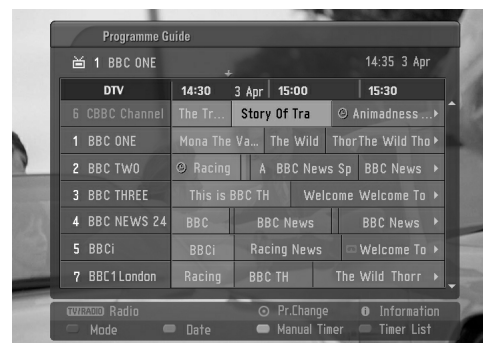 Programme Guide
1 BBC ONE 14:35 3 Apr
DTV 14:30 3 Apr 15:00 15:30
6 CBBC Channel The Tr... Story Of Tra Animadness ...
1 BBC ONE Mona The Va... The Wild Thor The Wild Tho
2 BBC TWO Racing A BBC News Sp BBC News
3 BBC THREE This is BBC TH Welcome Welcome To
4 BBC NEWS 24 BBC BBC News BBC News
5 BBCi BBCi Racing News Welcome To
7 BBC1 London Racing BBC TH The Wild Thorr
TV/RADIO Radio Pr.Change Information
Mode Date Manual Timer Timer List